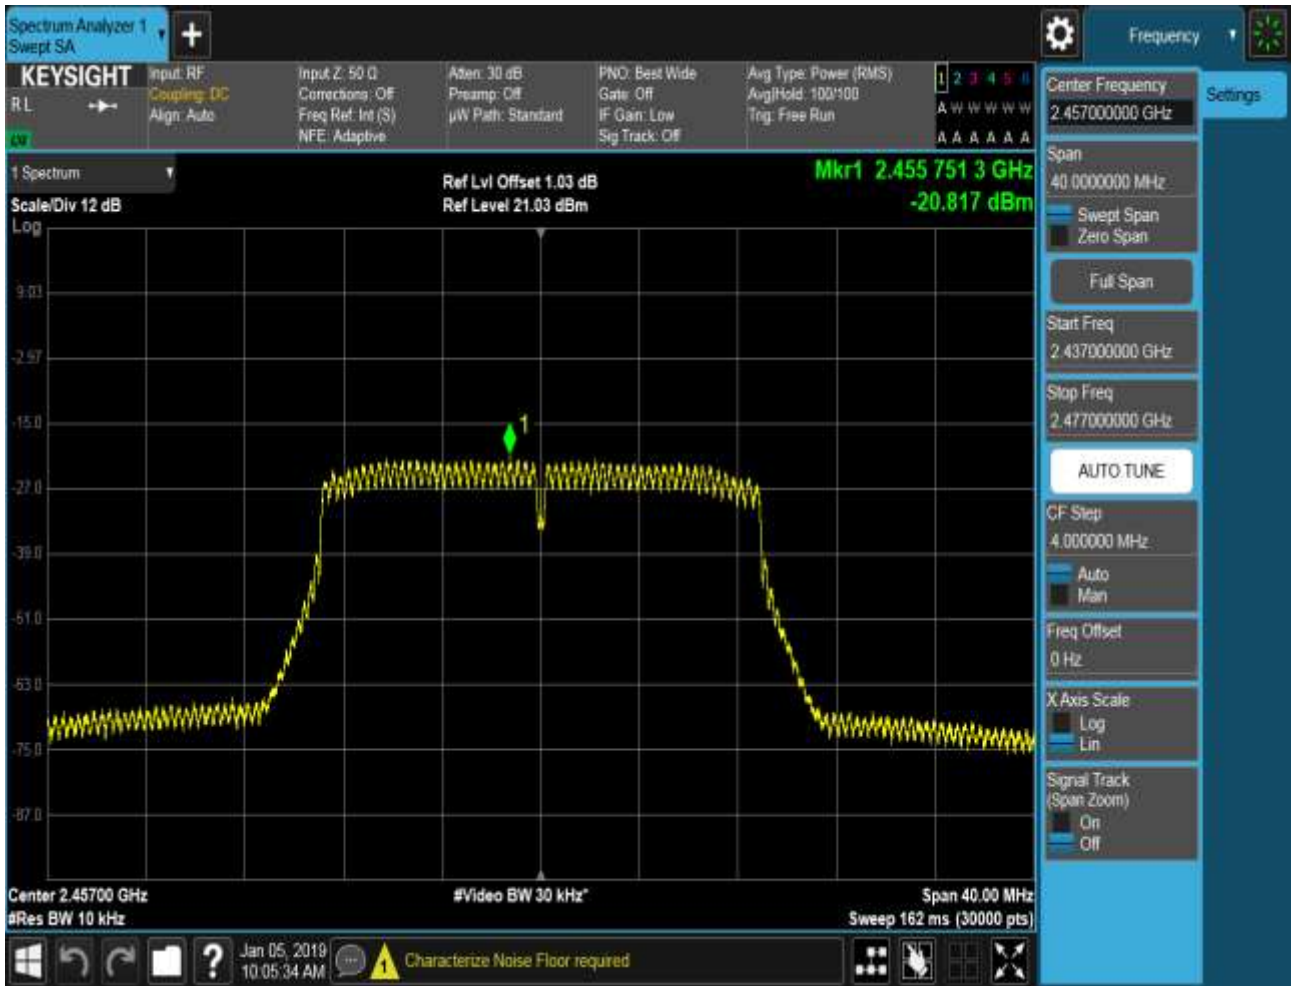 Spectrum Analyzer 1
Swept SA
Frequency
KEYSIGHT
R L
Input: RF
Coupling: DC
Align: Auto
Input Z: 50 Ω
Corrections: Off
Freq Ref: Int (S)
NFE: Adaptive
Atten: 30 dB
Preamp: Off
µW Path: Standard
PNO: Best Wide
Gate: Off
IF Gain: Low
Sig Track: Off
Avg Type: Power (RMS)
Avg|Hold: 100/100
Trig: Free Run
1 2 3 4 5 6
A W W W W W
A A A A A A
Center Frequency
2.457000000 GHz
Settings
Span
40.0000000 MHz
Swept Span
Zero Span
Full Span
Start Freq
2.437000000 GHz
Stop Freq
2.477000000 GHz
AUTO TUNE
CF Step
4.000000 MHz
Auto
Man
Freq Offset
0 Hz
X Axis Scale
Log
Lin
Signal Track
(Span Zoom)
On
Off
1 Spectrum
Scale/Div 12 dB
Log
Ref Lvl Offset 1.03 dB
Ref Level 21.03 dBm
Mkr1 2.455 751 3 GHz
-20.817 dBm
9.03
-2.97
-15.0
-27.0
-39.0
-51.0
-63.0
-75.0
-87.0
1
Center 2.45700 GHz
#Res BW 10 kHz
#Video BW 30 kHz*
Span 40.00 MHz
Sweep 162 ms (30000 pts)
?
Jan 05, 2019
10:05:34 AM
1
Characterize Noise Floor required